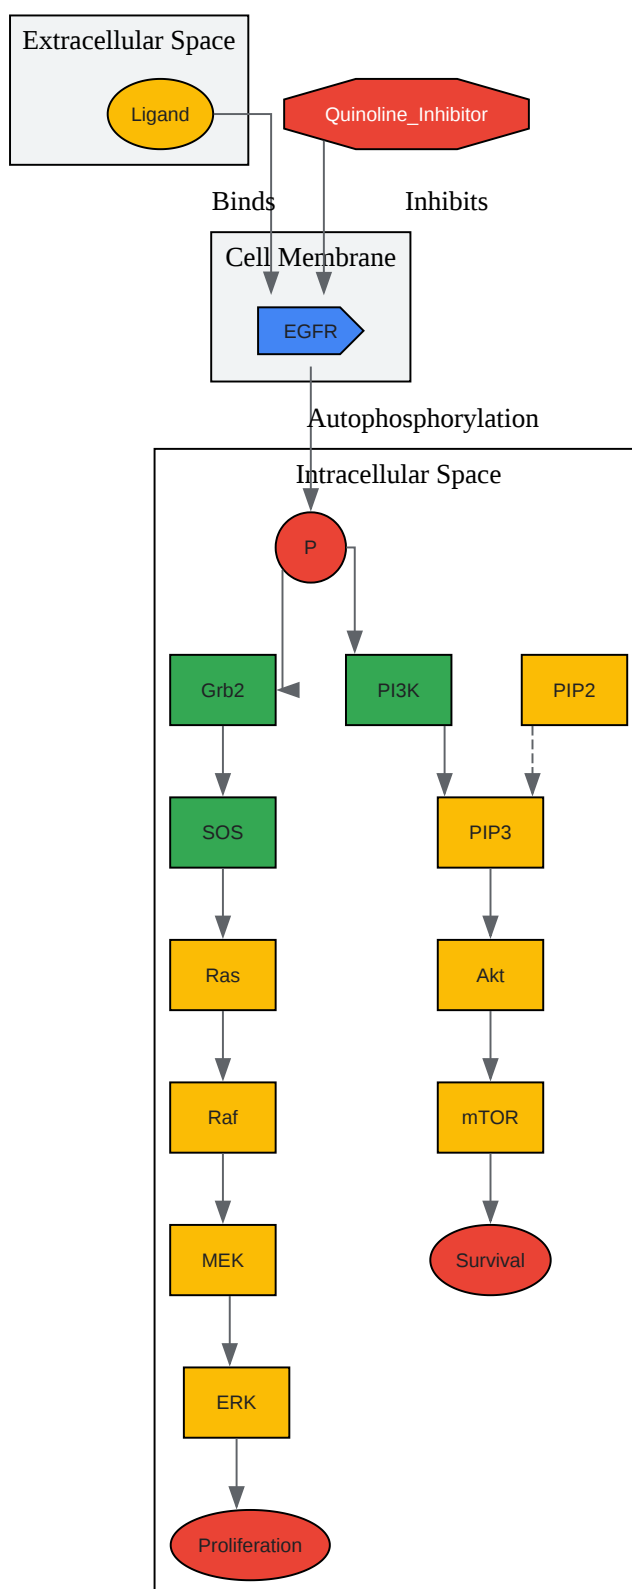 Extracellular Space
Ligand
Quinoline_Inhibitor
Binds
Inhibits
Cell Membrane
EGFR
Autophosphorylation
Intracellular Space
P
Grb2
PI3K
PIP2
SOS
PIP3
Ras
Akt
Raf
mTOR
MEK
Survival
ERK
Proliferation